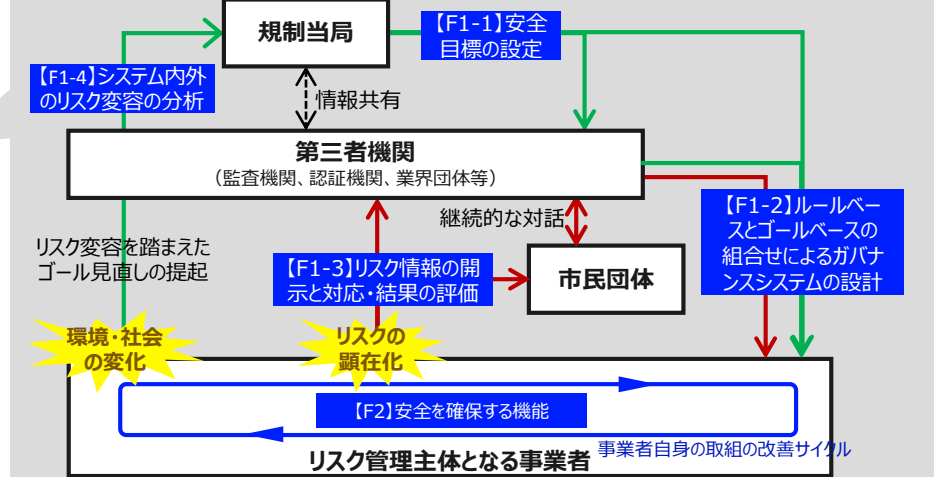 規制当局
【F1-1】安全
目標の設定
【F1-4】システム内外
のリスク変容の分析
情報共有
第三者機関
（監査機関、認証機関、業界団体等）
継続的な対話
【F1-2】ルールベー
スとゴールベースの
組合せによるガバナ
ンスシステムの設計
リスク変容を踏まえた
ゴール見直しの提起
【F1-3】リスク情報の開
示と対応・結果の評価
市民団体
環境・社会
の変化
リスクの
顕在化
【F2】安全を確保する機能
事業者自身の取組の改善サイクル
リスク管理主体となる事業者